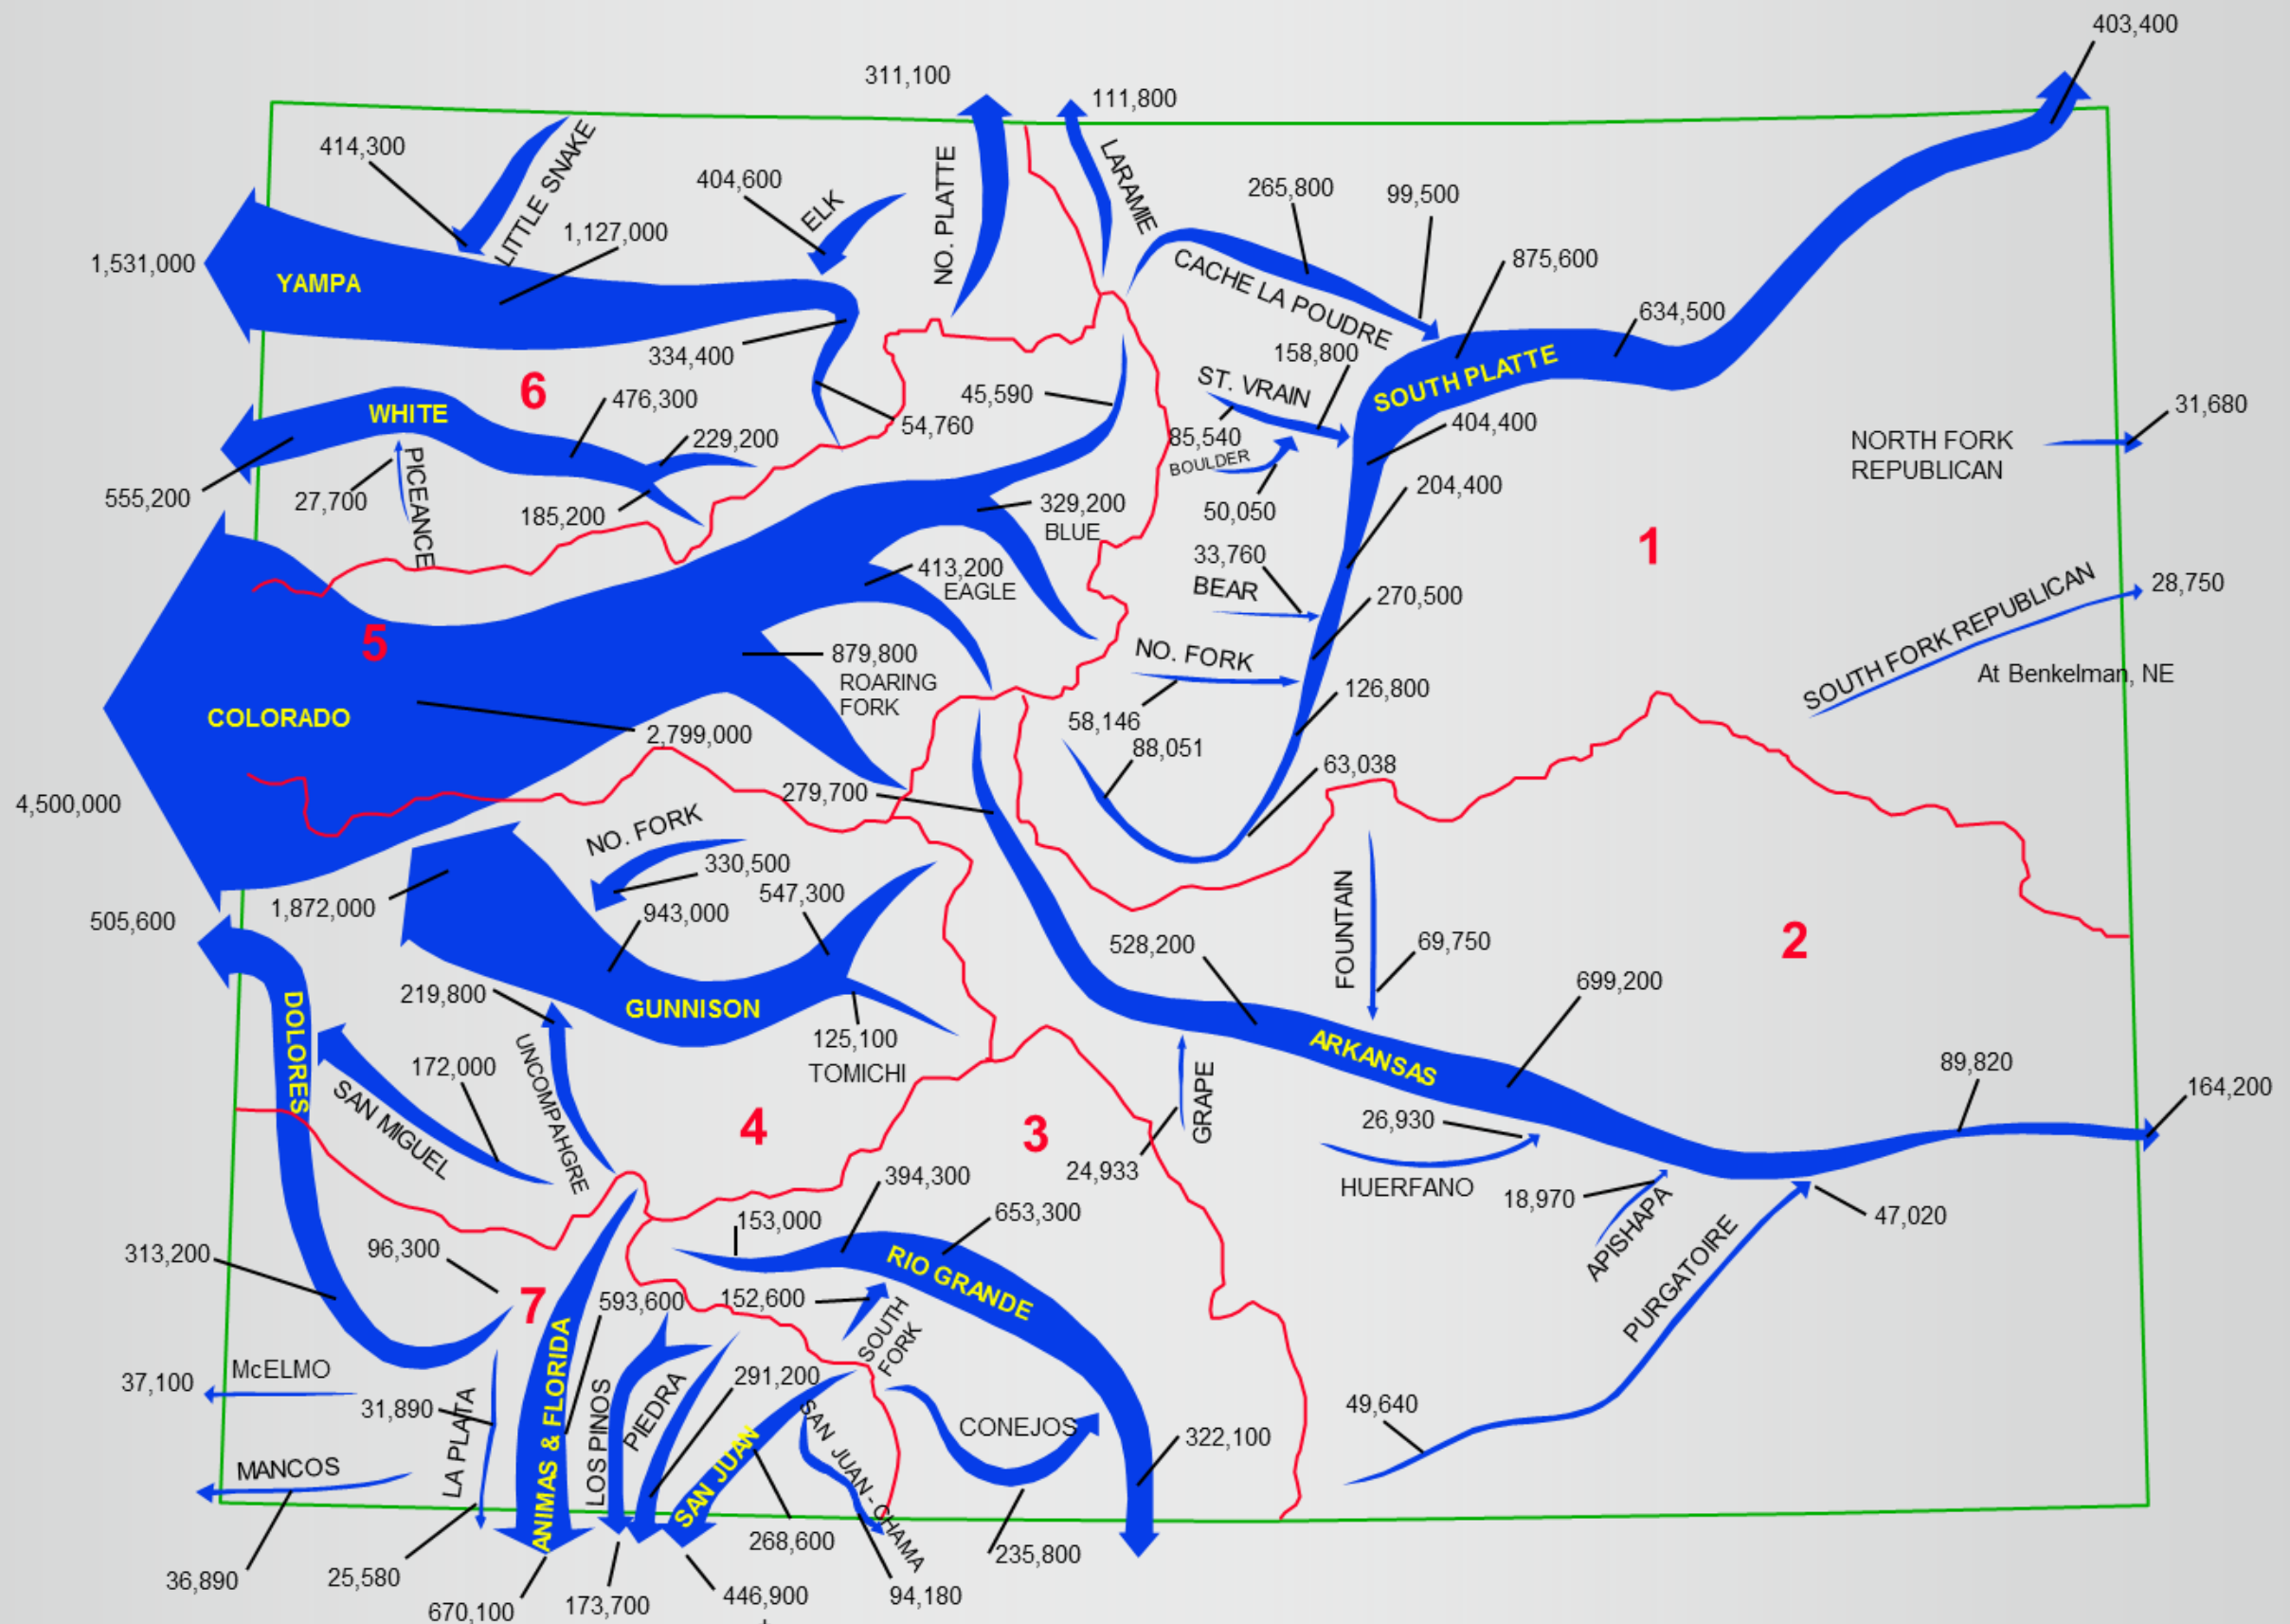 403,400
311,100
111,800
414,300
LITTLE SNAKE
404,600
ELK
NO. PLATTE
LARAMIE
265,800
99,500
1,127,000
1,531,000
YAMPA
CACHE LA POUDRE
875,600
634,500
334,400
158,800
6
476,300
45,590
ST. VRAIN
SOUTH PLATTE
31,680
WHITE
54,760
404,400
229,200
85,540
BOULDER
NORTH FORK
REPUBLICAN
555,200
27,700
PICEANCE
185,200
329,200
BLUE
50,050
204,400
1
33,760
BEAR
413,200
EAGLE
270,500
SOUTH FORK REPUBLICAN
28,750
5
879,800
ROARING
FORK
NO. FORK
At Benkelman, NE
126,800
COLORADO
2,799,000
58,146
88,051
63,038
4,500,000
279,700
NO. FORK
330,500
547,300
1,872,000
943,000
505,600
FOUNTAIN
528,200
69,750
2
219,800
GUNNISON
699,200
DOLORES
125,100
TOMICHI
ARKANSAS
172,000
SAN MIGUEL
UNCOMPAHGRE
89,820
164,200
4
3
GRAPE
26,930
24,933
HUERFANO
18,970
APISHAPA
47,020
394,300
153,000
653,300
PURGATOIRE
313,200
96,300
RIO GRANDE
7
593,600
152,600
SOUTH
FORK
McELMO
37,100
31,890
LA PLATA
ANIMAS & FLORIDA
LOS PINOS
PIEDRA
291,200
SAN JUAN
SAN JUAN - CHAMA
CONEJOS
49,640
322,100
MANCOS
268,600
235,800
36,890
25,580
670,100
173,700
446,900
94,180